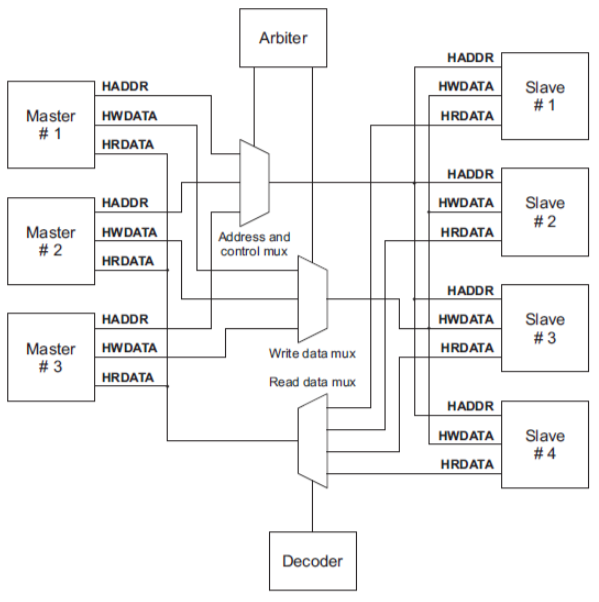 Arbiter
Master
# 1
HADDR
HWDATA
HRDATA
Master
# 2
HADDR
HWDATA
HRDATA
Master
# 3
HADDR
HWDATA
HRDATA
Address and
control mux
Write data mux
Read data mux
HADDR
HWDATA
HRDATA
Slave
# 1
HADDR
HWDATA
HRDATA
Slave
# 2
HADDR
HWDATA
HRDATA
Slave
# 3
HADDR
HWDATA
HRDATA
Slave
# 4
Decoder